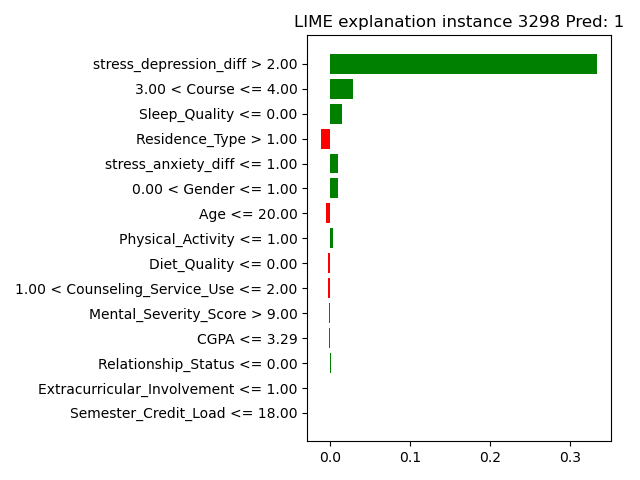 LIME explanation instance 3298 Pred: 1
stress_depression_diff > 2.00
3.00 < Course <= 4.00
Sleep_Quality <= 0.00
Residence_Type > 1.00
stress_anxiety_diff <= 1.00
0.00 < Gender <= 1.00
Age <= 20.00
Physical_Activity <= 1.00
Diet_Quality <= 0.00
1.00 < Counseling_Service_Use <= 2.00
Mental_Severity_Score > 9.00
CGPA <= 3.29
Relationship_Status <= 0.00
Extracurricular_Involvement <= 1.00
Semester_Credit_Load <= 18.00
0.0 0.1 0.2 0.3